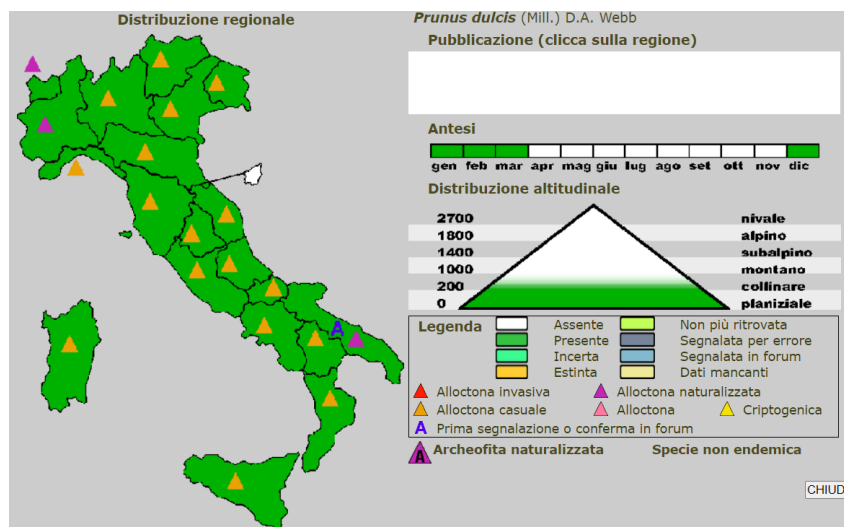 Distribuzione regionale
Prunus dulcis (Mill.) D.A. Webb
Pubblicazione (clicca sulla regione)
Antesi
gen feb mar apr mag giu lug ago set ott nov dic
Distribuzione altitudinale
2700 nivale
1800 alpino
1400 subalpino
1000 montano
200 collinare
0 planiziale
Legenda Assente Non più ritrovata
Presente Segnalata per errore
Incerta Segnalata in forum
Estinta Dati mancanti
Alloctona invasiva Alloctona naturalizzata
Alloctona casuale Alloctona Criptogenica
A Prima segnalazione o conferma in forum
A Archeofita naturalizzata Specie non endemica
A
CHIUD